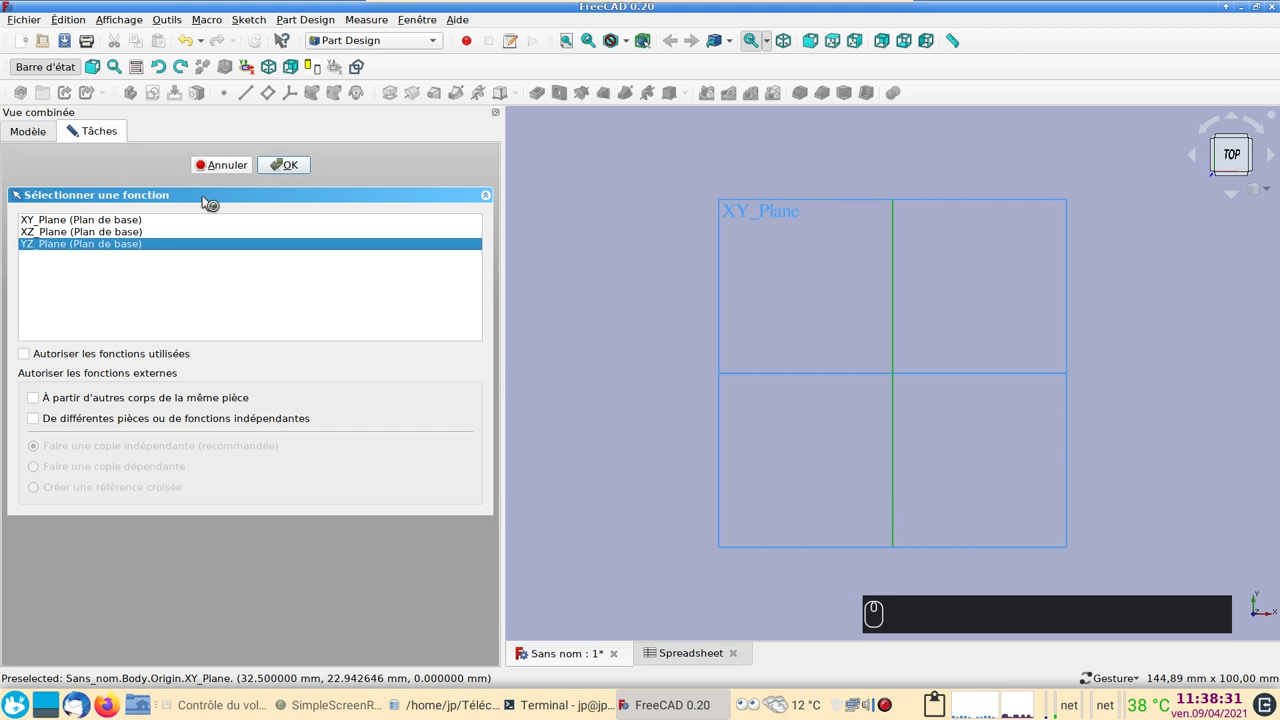 FreeCAD 0.20
Fichier Édition Affichage Outils Macro Sketch Part Design Measure Fenêtre Aide
Part Design
Barre d'état
Vue combinée
Modèle Tâches
Annuler OK
Sélectionner une fonction
XY_Plane (Plan de base)
XZ_Plane (Plan de base)
YZ_Plane (Plan de base)
Autoriser les fonctions utilisées
Autoriser les fonctions externes
À partir d'autres corps de la même pièce
De différentes pièces ou de fonctions indépendantes
Faire une copie indépendante (recommandée)
Faire une copie dépendante
Créer une référence croisée
XY_Plane
TOP
Y
Z
X
Sans nom : 1* Spreadsheet
Preselected: Sans_nom.Body.Origin.XY_Plane. (32.500000 mm, 22.942646 mm, 0.000000 mm) Gesture 144,89 mm x 100,00 mm
Contrôle du vol... SimpleScreenR... /home/jp/Téléc... Terminal - jp@jp... FreeCAD 0.20 12 °C net net 38 °C 11:38:31
ven.09/04/2021